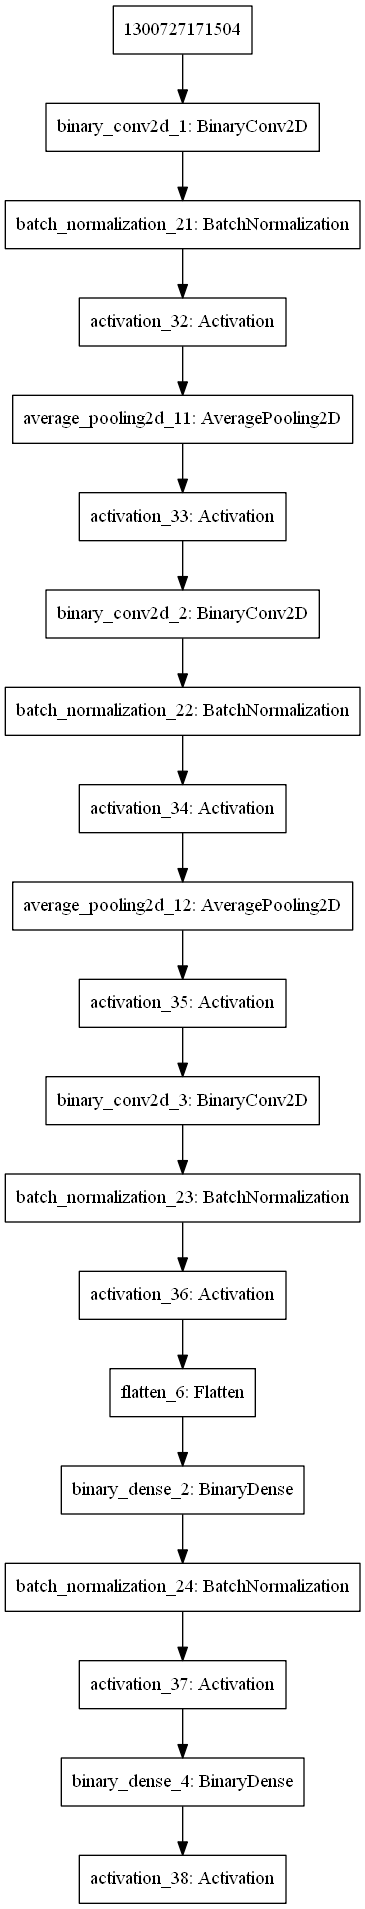 1300727171504
binary_conv2d_1: BinaryConv2D
batch_normalization_21: BatchNormalization
activation_32: Activation
average_pooling2d_11: AveragePooling2D
activation_33: Activation
binary_conv2d_2: BinaryConv2D
batch_normalization_22: BatchNormalization
activation_34: Activation
average_pooling2d_12: AveragePooling2D
activation_35: Activation
binary_conv2d_3: BinaryConv2D
batch_normalization_23: BatchNormalization
activation_36: Activation
flatten_6: Flatten
binary_dense_2: BinaryDense
batch_normalization_24: BatchNormalization
activation_37: Activation
binary_dense_4: BinaryDense
activation_38: Activation